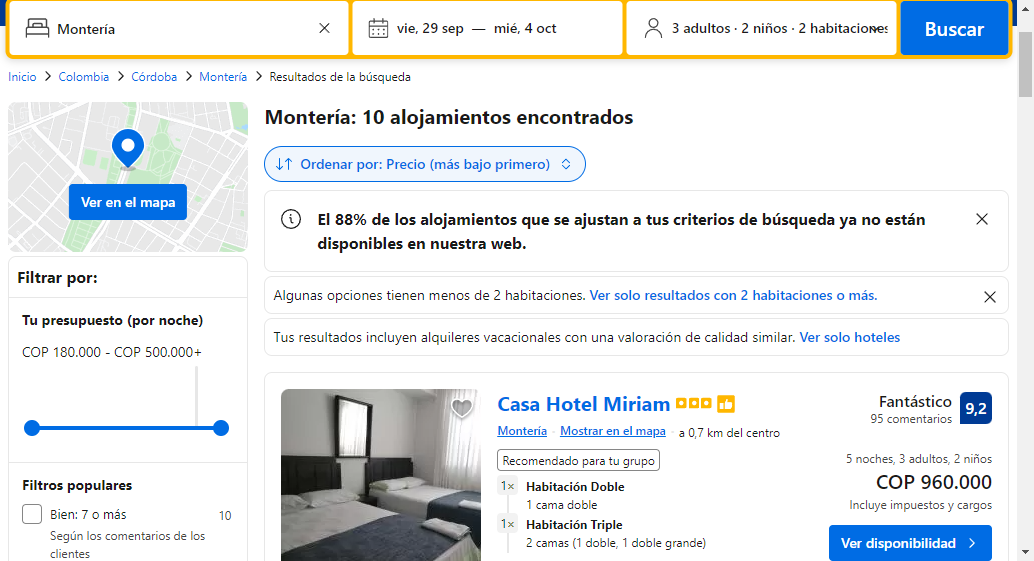 Montería
vie, 29 sep — mié, 4 oct
3 adultos · 2 niños · 2 habitaciones
Buscar
Inicio > Colombia > Córdoba > Montería > Resultados de la búsqueda
Ver en el mapa
Filtrar por:
Tu presupuesto (por noche)
COP 180.000 - COP 500.000+
Filtros populares
Bien: 7 o más 10
Según los comentarios de los
clientes
Montería: 10 alojamientos encontrados
Ordenar por: Precio (más bajo primero)
El 88% de los alojamientos que se ajustan a tus criterios de búsqueda ya no están
disponibles en nuestra web.
Algunas opciones tienen menos de 2 habitaciones. Ver solo resultados con 2 habitaciones o más.
Tus resultados incluyen alquileres vacacionales con una valoración de calidad similar. Ver solo hoteles
Casa Hotel Miriam
Montería · Mostrar en el mapa · a 0,7 km del centro
Recomendado para tu grupo
1× Habitación Doble
1 cama doble
1× Habitación Triple
2 camas (1 doble, 1 doble grande)
Fantástico
95 comentarios
9,2
5 noches, 3 adultos, 2 niños
COP 960.000
Incluye impuestos y cargos
Ver disponibilidad